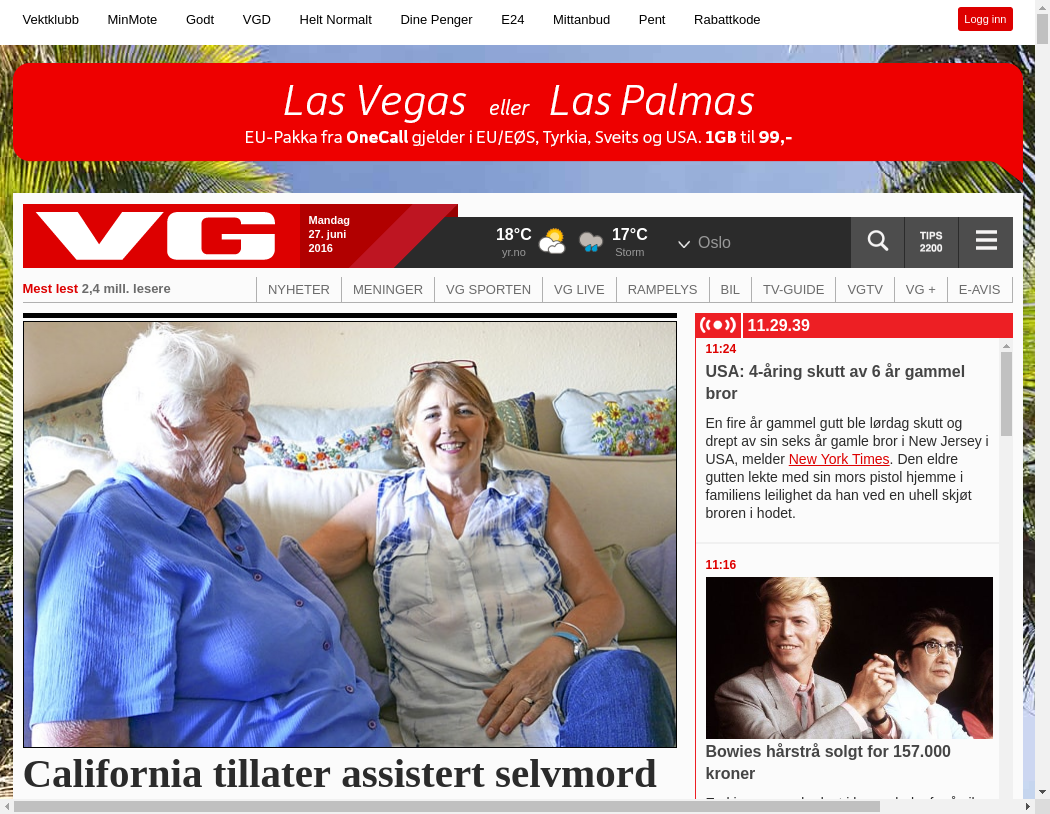 Vektklubb MinMote Godt VGD Helt Normalt Dine Penger E24 Mittanbud Pent Rabattkode Logg inn
Las Vegas eller Las Palmas
EU-Pakka fra OneCall gjelder i EU/EØS, Tyrkia, Sveits og USA. 1GB til 99,-
VG
Mandag
27. juni
2016
18°C
yr.no
17°C
Storm
Oslo
TIPS
2200
Mest lest 2,4 mill. lesere
NYHETER MENINGER VG SPORTEN VG LIVE RAMPELYS BIL TV-GUIDE VGTV VG + E-AVIS
California tillater assistert selvmord
11.29.39
11:24
USA: 4-åring skutt av 6 år gammel
bror
En fire år gammel gutt ble lørdag skutt og
drept av sin seks år gamle bror i New Jersey i
USA, melder New York Times. Den eldre
gutten lekte med sin mors pistol hjemme i
familiens leilighet da han ved en uhell skjøt
broren i hodet.
11:16
Bowies hårstrå solgt for 157.000
kroner